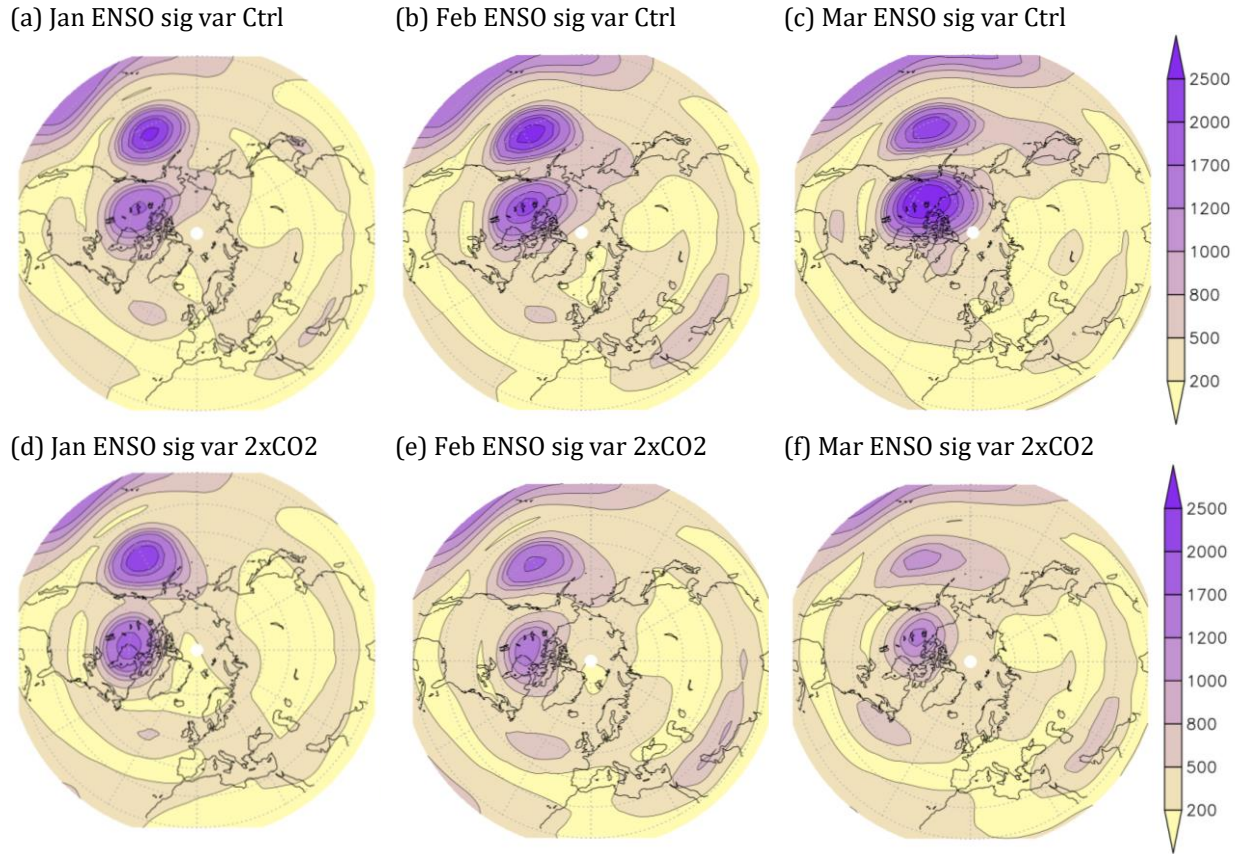 (a) Jan ENSO sig var Ctrl
(b) Feb ENSO sig var Ctrl
(c) Mar ENSO sig var Ctrl
2500
2000
1700
1200
1000
800
500
200
(d) Jan ENSO sig var 2xCO2
(e) Feb ENSO sig var 2xCO2
(f) Mar ENSO sig var 2xCO2
2500
2000
1700
1200
1000
800
500
200